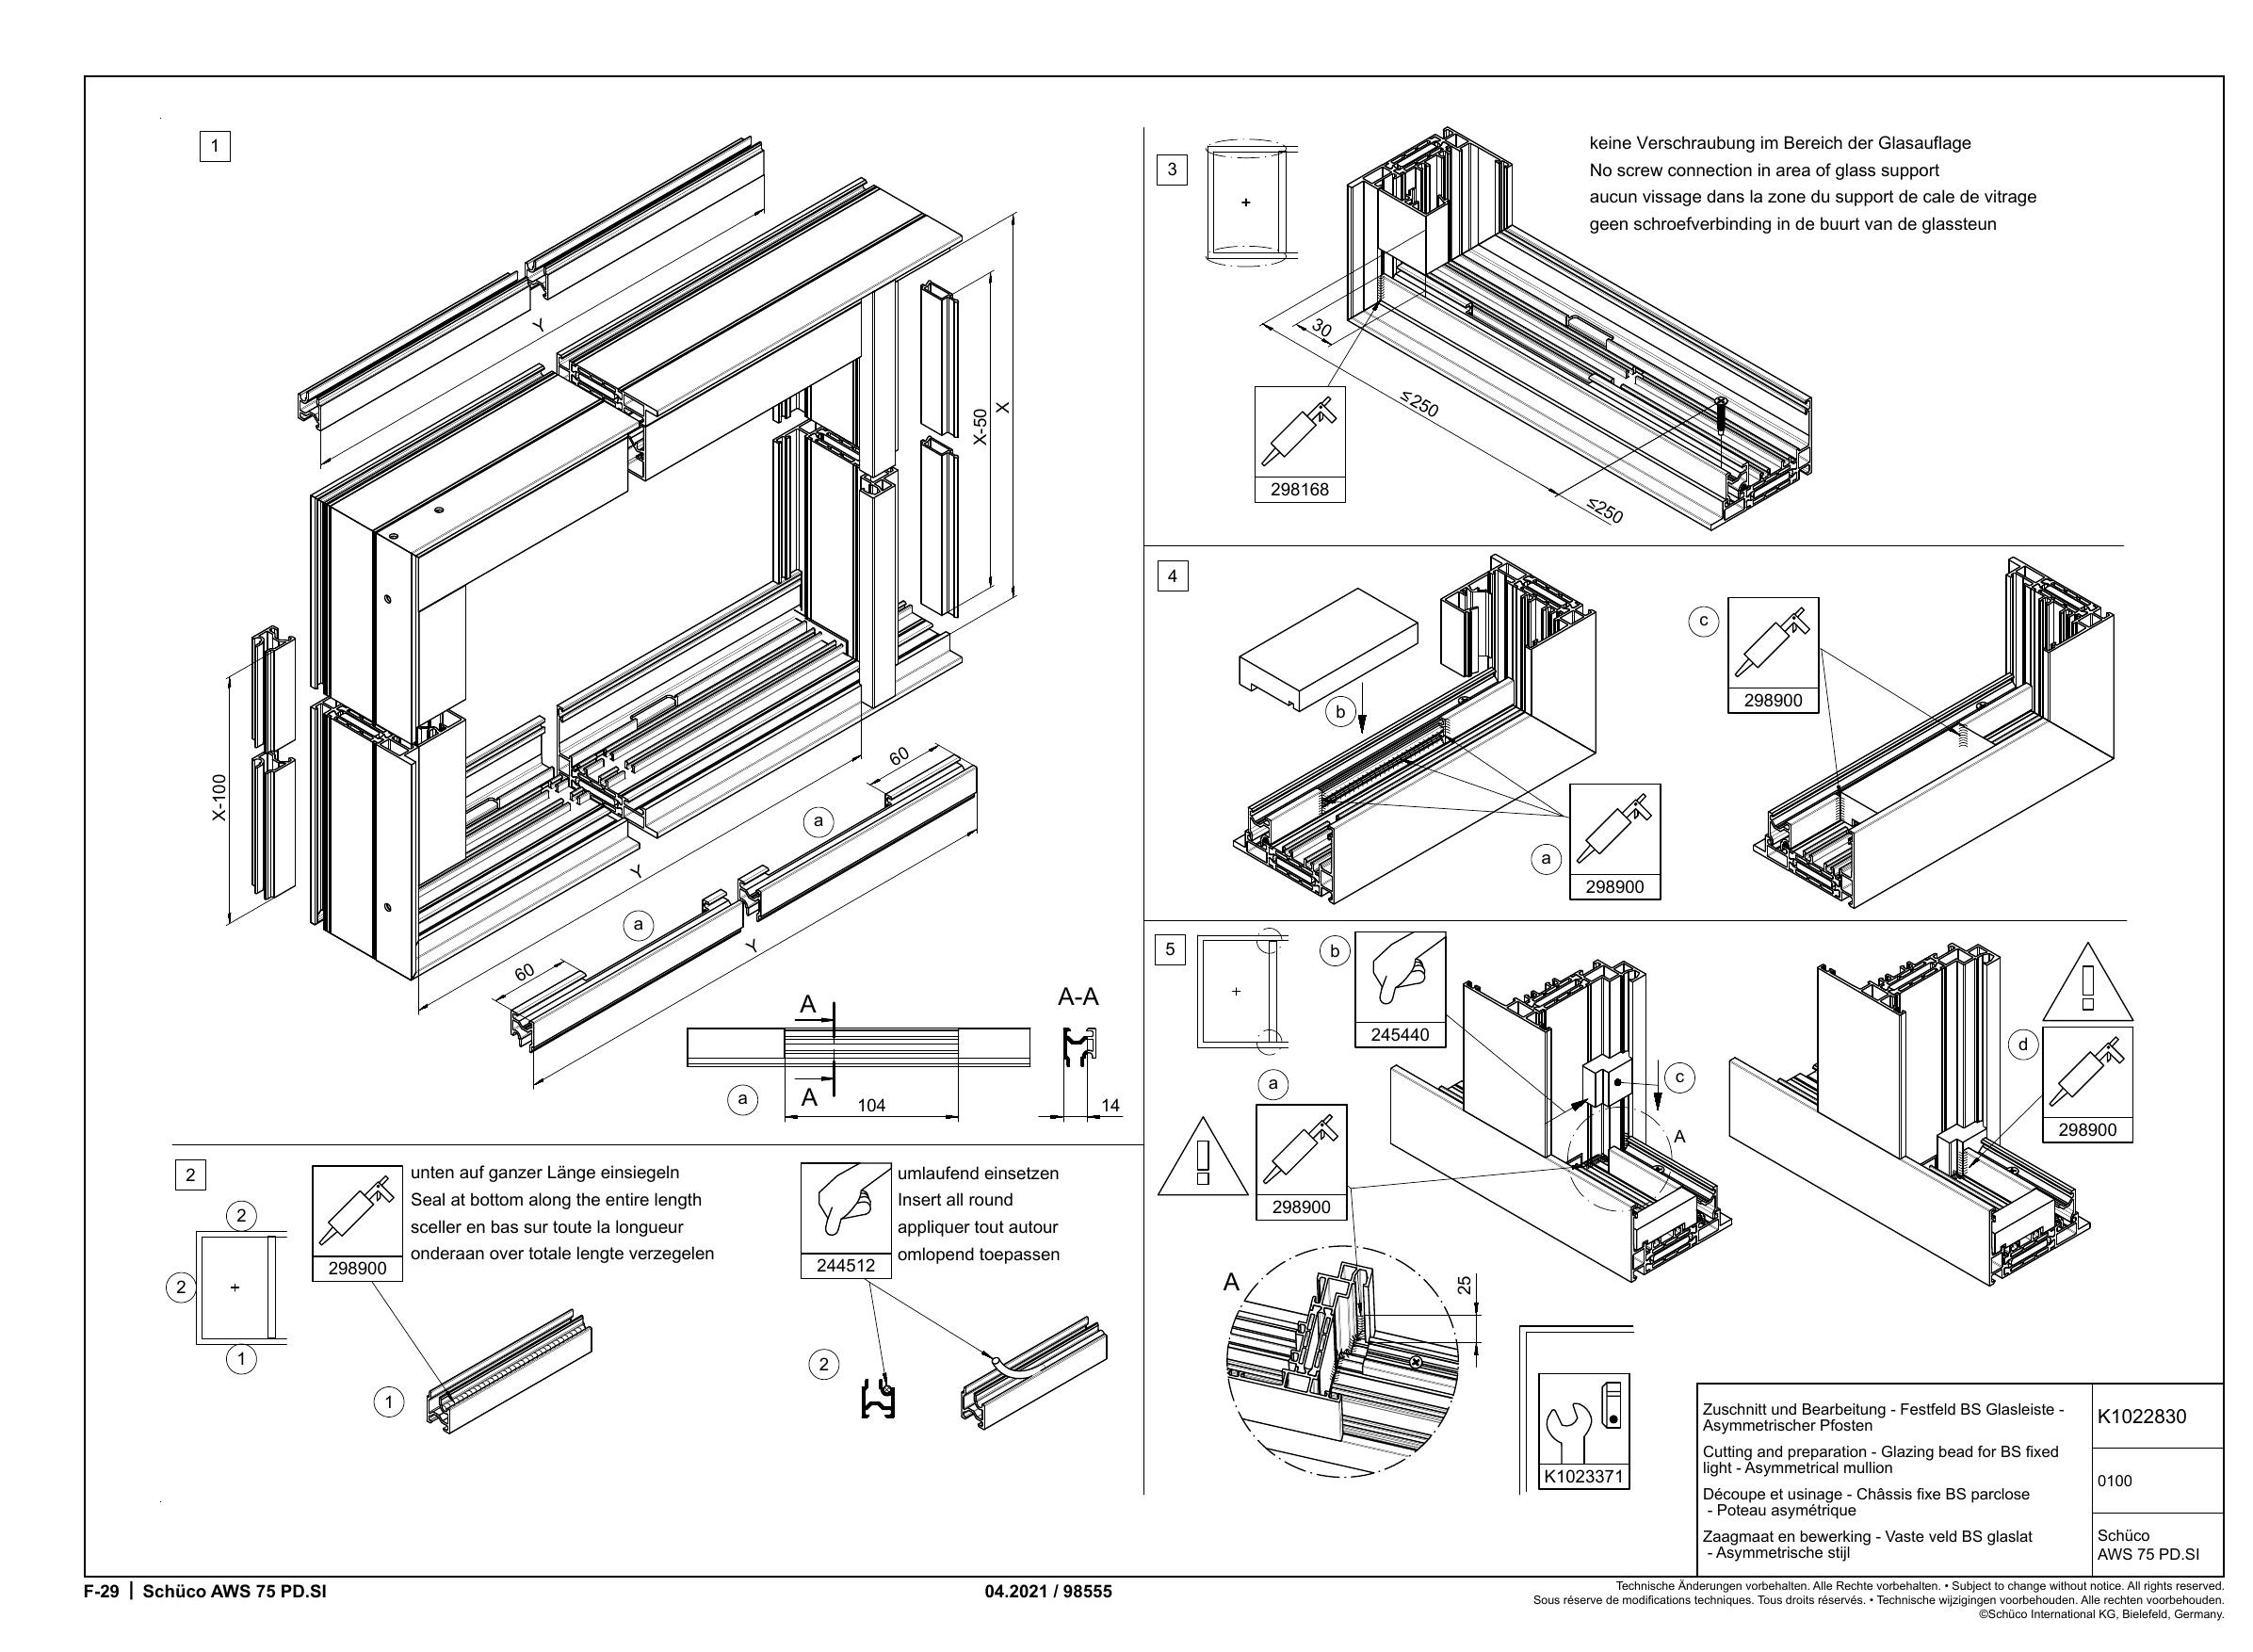 1
Y
X-50
X
X-100
60
a
Y
a
60
Y
A
A-A
a
A
104
14
2
298900
unten auf ganzer Länge einsiegeln
Seal at bottom along the entire length
sceller en bas sur toute la longueur
onderaan over totale lengte verzegelen
244512
umlaufend einsetzen
Insert all round
appliquer tout autour
omlopend toepassen
2
2
1
1
2
3
keine Verschraubung im Bereich der Glasauflage
No screw connection in area of glass support
aucun vissage dans la zone du support de cale de vitrage
geen schroefverbinding in de buurt van de glassteun
30
≤250
≤250
298168
4
b
a
298900
c
298900
5
b
245440
a
298900
c
A
d
298900
A
25
K1023371
Zuschnitt und Bearbeitung - Festfeld BS Glasleiste -
Asymmetrischer Pfosten
Cutting and preparation - Glazing bead for BS fixed
light - Asymmetrical mullion
Découpe et usinage - Châssis fixe BS parclose
- Poteau asymétrique
Zaagmaat en bewerking - Vaste veld BS glaslat
- Asymmetrische stijl
K1022830
0100
Schüco
AWS 75 PD.SI
F-29 | Schüco AWS 75 PD.SI
04.2021 / 98555
Technische Änderungen vorbehalten. Alle Rechte vorbehalten. • Subject to change without notice. All rights reserved.
Sous réserve de modifications techniques. Tous droits réservés. • Technische wijzigingen voorbehouden. Alle rechten voorbehouden.
©Schüco International KG, Bielefeld, Germany.